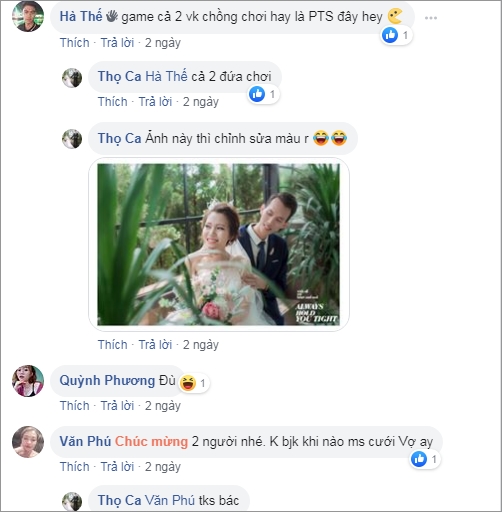 Hà Thế game cả 2 vk chồng chơi hay là PTS đây hey
1
Thích · Trả lời · 2 ngày
Thọ Ca Hà Thế cả 2 đứa chơi
Thích · Trả lời · 2 ngày
1
Thọ Ca Ảnh này thì chỉnh sửa màu r 😂😂
ALWAYS
HOLD
YOU TIGHT
Thích · Trả lời · 2 ngày
Quỳnh Phương Đù
1
Thích · Trả lời · 2 ngày
Văn Phú Chúc mừng 2 người nhé. K bjk khi nào ms cưới Vợ ay
1
Thích · Trả lời · 2 ngày
Thọ Ca Văn Phú tks bác